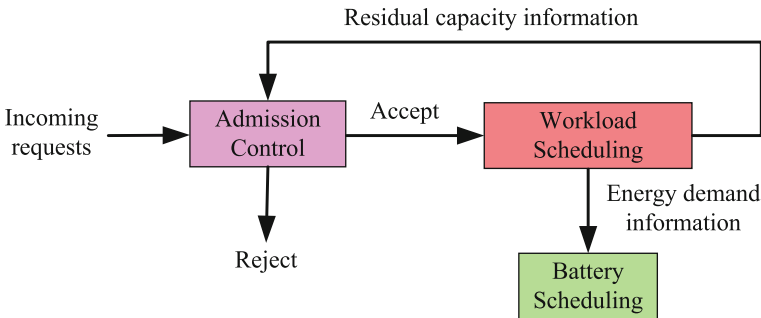 Residual capacity information
Incoming
requests
Admission
Control
Accept
Workload
Scheduling
Energy demand
information
Reject
Battery
Scheduling